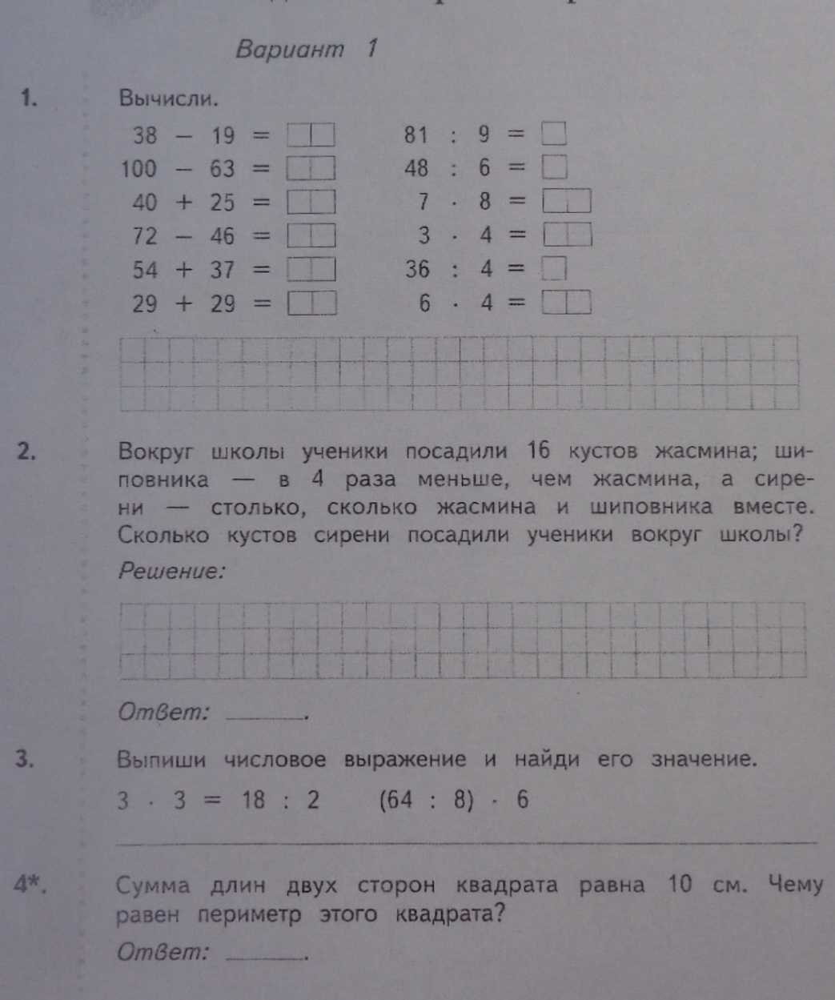 Вариант 1
1. Вычисли.
38 − 19 = 81 : 9 =
100 − 63 = 48 : 6 =
40 + 25 = 7 · 8 =
72 − 46 = 3 · 4 =
54 + 37 = 36 : 4 =
29 + 29 = 6 · 4 =
2. Вокруг школы ученики посадили 16 кустов жасмина; ши-
повника — в 4 раза меньше, чем жасмина, а сире-
ни — столько, сколько жасмина и шиповника вместе.
Сколько кустов сирени посадили ученики вокруг школы?
Решение:
Ответ: ______.
3. Выпиши числовое выражение и найди его значение.
3 · 3 = 18 : 2 (64 : 8) · 6
4*. Сумма длин двух сторон квадрата равна 10 см. Чему
равен периметр этого квадрата?
Ответ: ______.